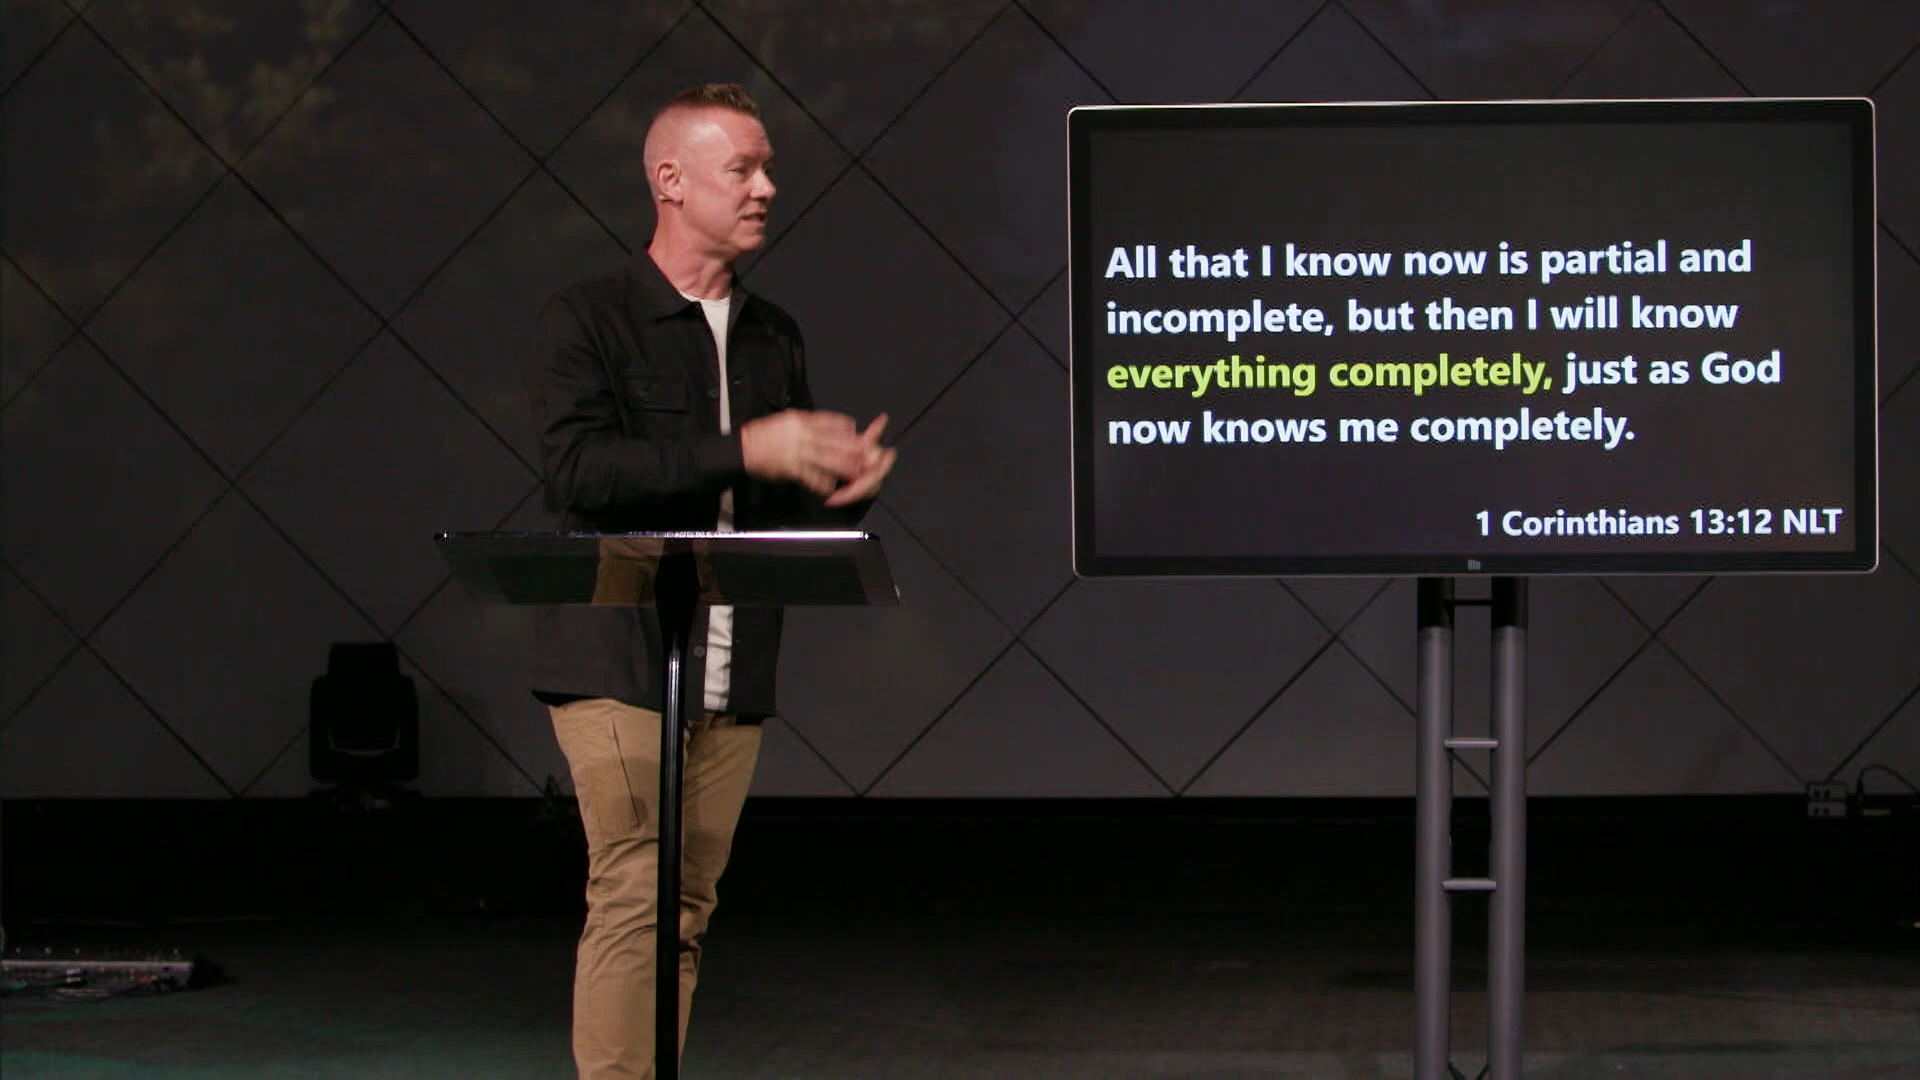 All that I know now is partial and
incomplete, but then I will know
everything completely, just as God
now knows me completely.
1 Corinthians 13:12 NLT